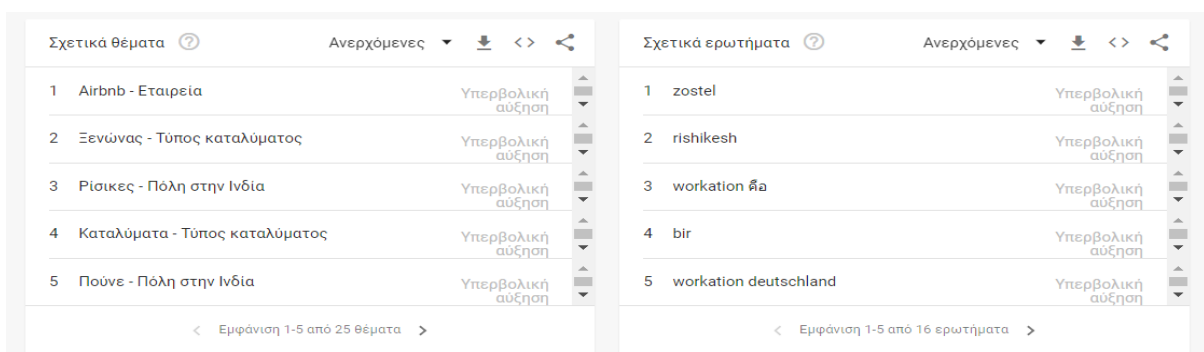 Σχετικά θέματα
Ανερχόμενες
1 Airbnb - Εταιρεία Υπερβολική αύξηση
2 Ξενώνας - Τύπος καταλύματος Υπερβολική αύξηση
3 Ρίσικες - Πόλη στην Ινδία Υπερβολική αύξηση
4 Καταλύματα - Τύπος καταλύματος Υπερβολική αύξηση
5 Πούνε - Πόλη στην Ινδία Υπερβολική αύξηση
Εμφάνιση 1-5 από 25 θέματα
Σχετικά ερωτήματα
Ανερχόμενες
1 zostel Υπερβολική αύξηση
2 rishikesh Υπερβολική αύξηση
3 workation คือ Υπερβολική αύξηση
4 bir Υπερβολική αύξηση
5 workation deutschland Υπερβολική αύξηση
Εμφάνιση 1-5 από 16 ερωτήματα